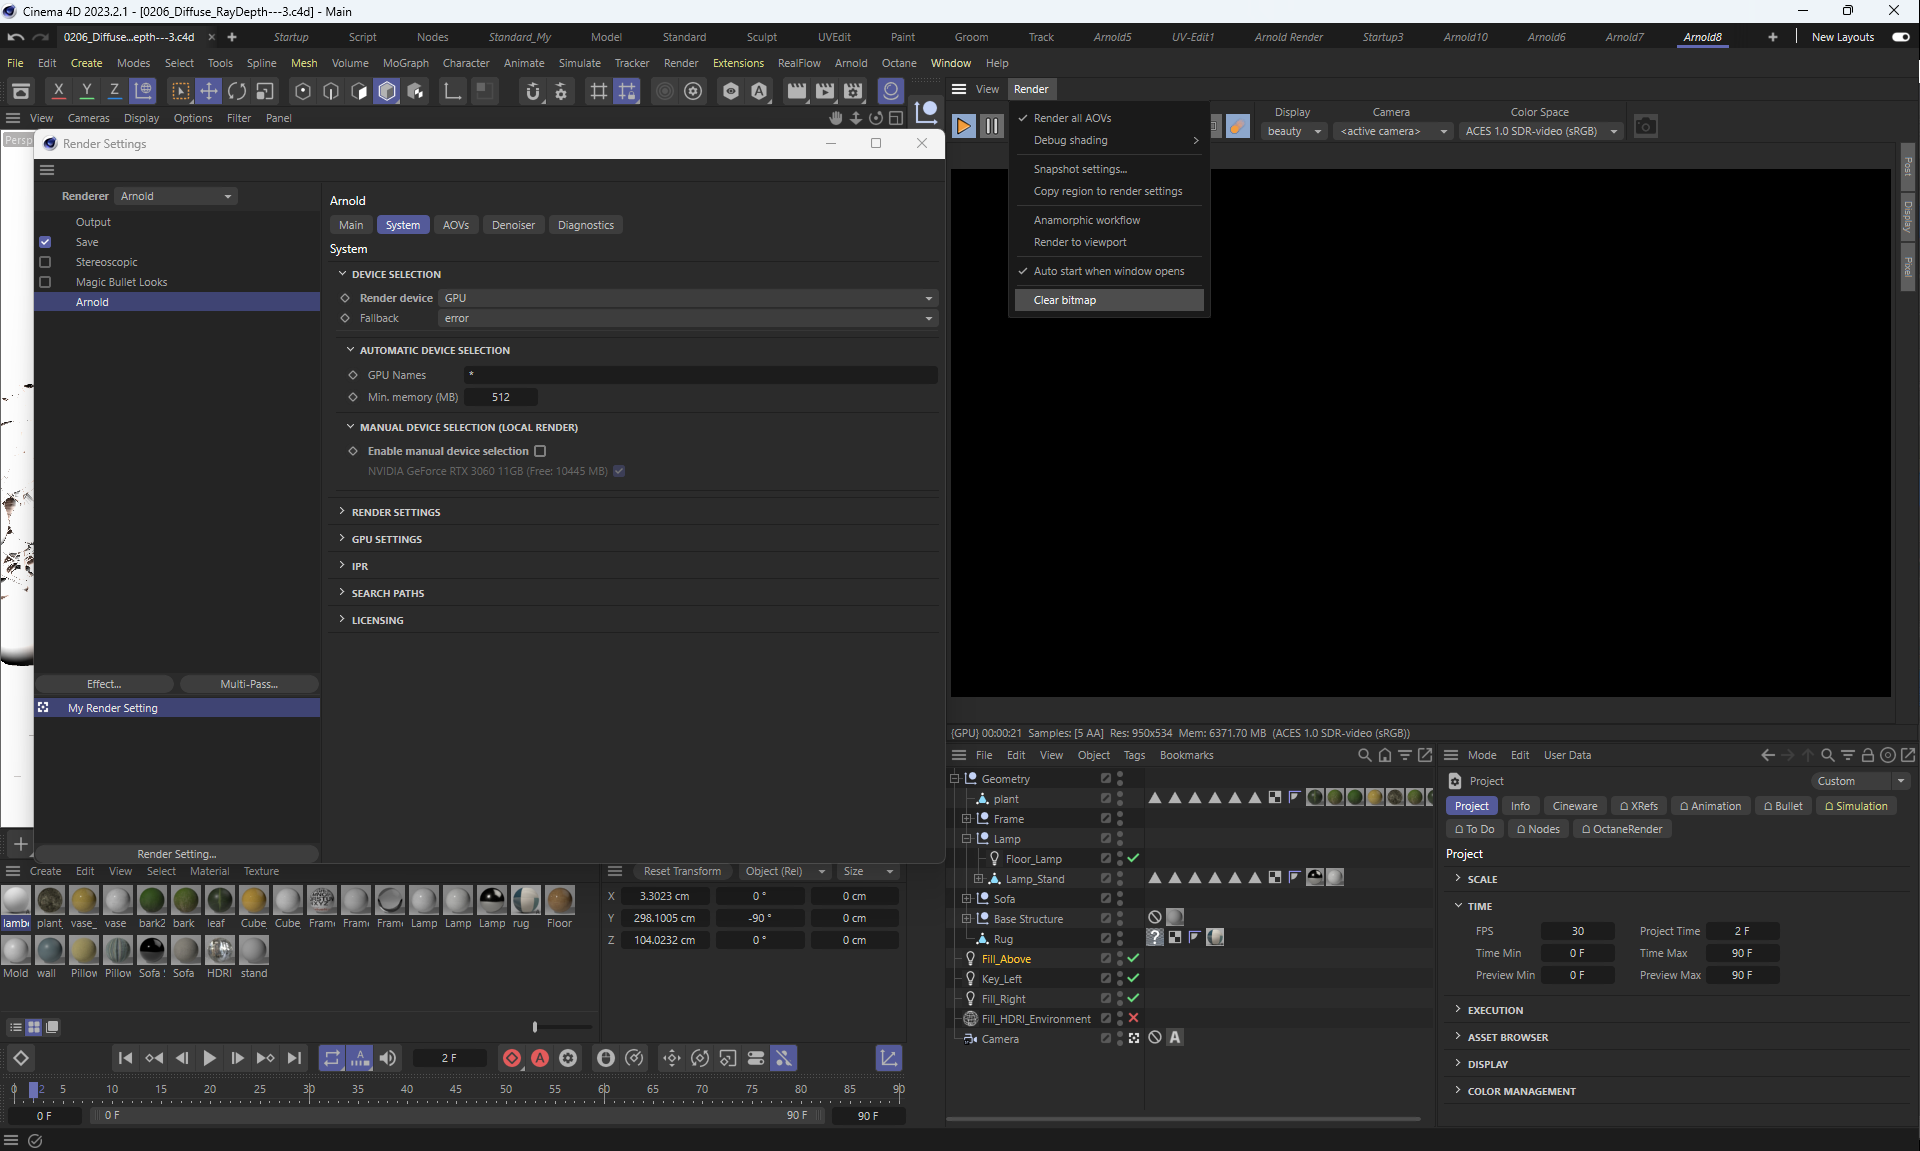 Cinema 4D 2023.2.1 - [0206_Diffuse_RayDepth---3.c4d] - Main
0206_Diffuse...epth---3.c4d Startup Script Nodes Standard_My Model Standard Sculpt UVEdit Paint Groom Track Arnold5 UV-Edit1 Arnold Render Startup3 Arnold10 Arnold6 Arnold7 Arnold8 New Layouts
File Edit Create Modes Select Tools Spline Mesh Volume MoGraph Character Animate Simulate Tracker Render Extensions RealFlow Arnold Octane Window Help
X Y Z
View Render
View Cameras Display Options Filter Panel
Display Camera Color Space
beauty <active camera> ACES 1.0 SDR-video (sRGB)
Render all AOVs
Debug shading
Snapshot settings...
Copy region to render settings
Anamorphic workflow
Render to viewport
Auto start when window opens
Clear bitmap
Post
Display
Pixel
Persp
Render Settings
Renderer Arnold
Output
Save
Stereoscopic
Magic Bullet Looks
Arnold
Effect... Multi-Pass...
My Render Setting
Render Setting...
Arnold
Main System AOVs Denoiser Diagnostics
System
DEVICE SELECTION
Render device GPU
Fallback error
AUTOMATIC DEVICE SELECTION
GPU Names *
Min. memory (MB) 512
MANUAL DEVICE SELECTION (LOCAL RENDER)
Enable manual device selection
NVIDIA GeForce RTX 3060 11GB (Free: 10445 MB)
RENDER SETTINGS
GPU SETTINGS
IPR
SEARCH PATHS
LICENSING
{GPU} 00:00:21 Samples: [5 AA] Res: 950x534 Mem: 6371.70 MB (ACES 1.0 SDR-video (sRGB))
File Edit View Object Tags Bookmarks
Geometry
plant
Frame
Lamp
Floor_Lamp
Lamp_Stand
Sofa
Base Structure
Rug
Fill_Above
Key_Left
Fill_Right
Fill_HDRI_Environment
Camera
Mode Edit User Data
Project Custom
Project Info Cineware XRefs Animation Bullet Simulation
To Do Nodes OctaneRender
Project
SCALE
TIME
FPS 30 Project Time 2 F
Time Min 0 F Time Max 90 F
Preview Min 0 F Preview Max 90 F
EXECUTION
ASSET BROWSER
DISPLAY
COLOR MANAGEMENT
Create Edit View Select Material Texture
lamb plant_ vase_ vase bark2 bark leaf Cube_ Cube_ Frame Frame Frame Lamp Lamp Lamp rug Floor
Mold wall Pillow Pillow Sofa Sofa HDRI stand
Reset Transform Object (Rel) Size
X 3.3023 cm 0 ° 0 cm
Y 298.1005 cm -90 ° 0 cm
Z 104.0232 cm 0 ° 0 cm
2 F
0 2 5 10 15 20 25 30 35 40 45 50 55 60 65 70 75 80 85 90
0 F 0 F 90 F 90 F